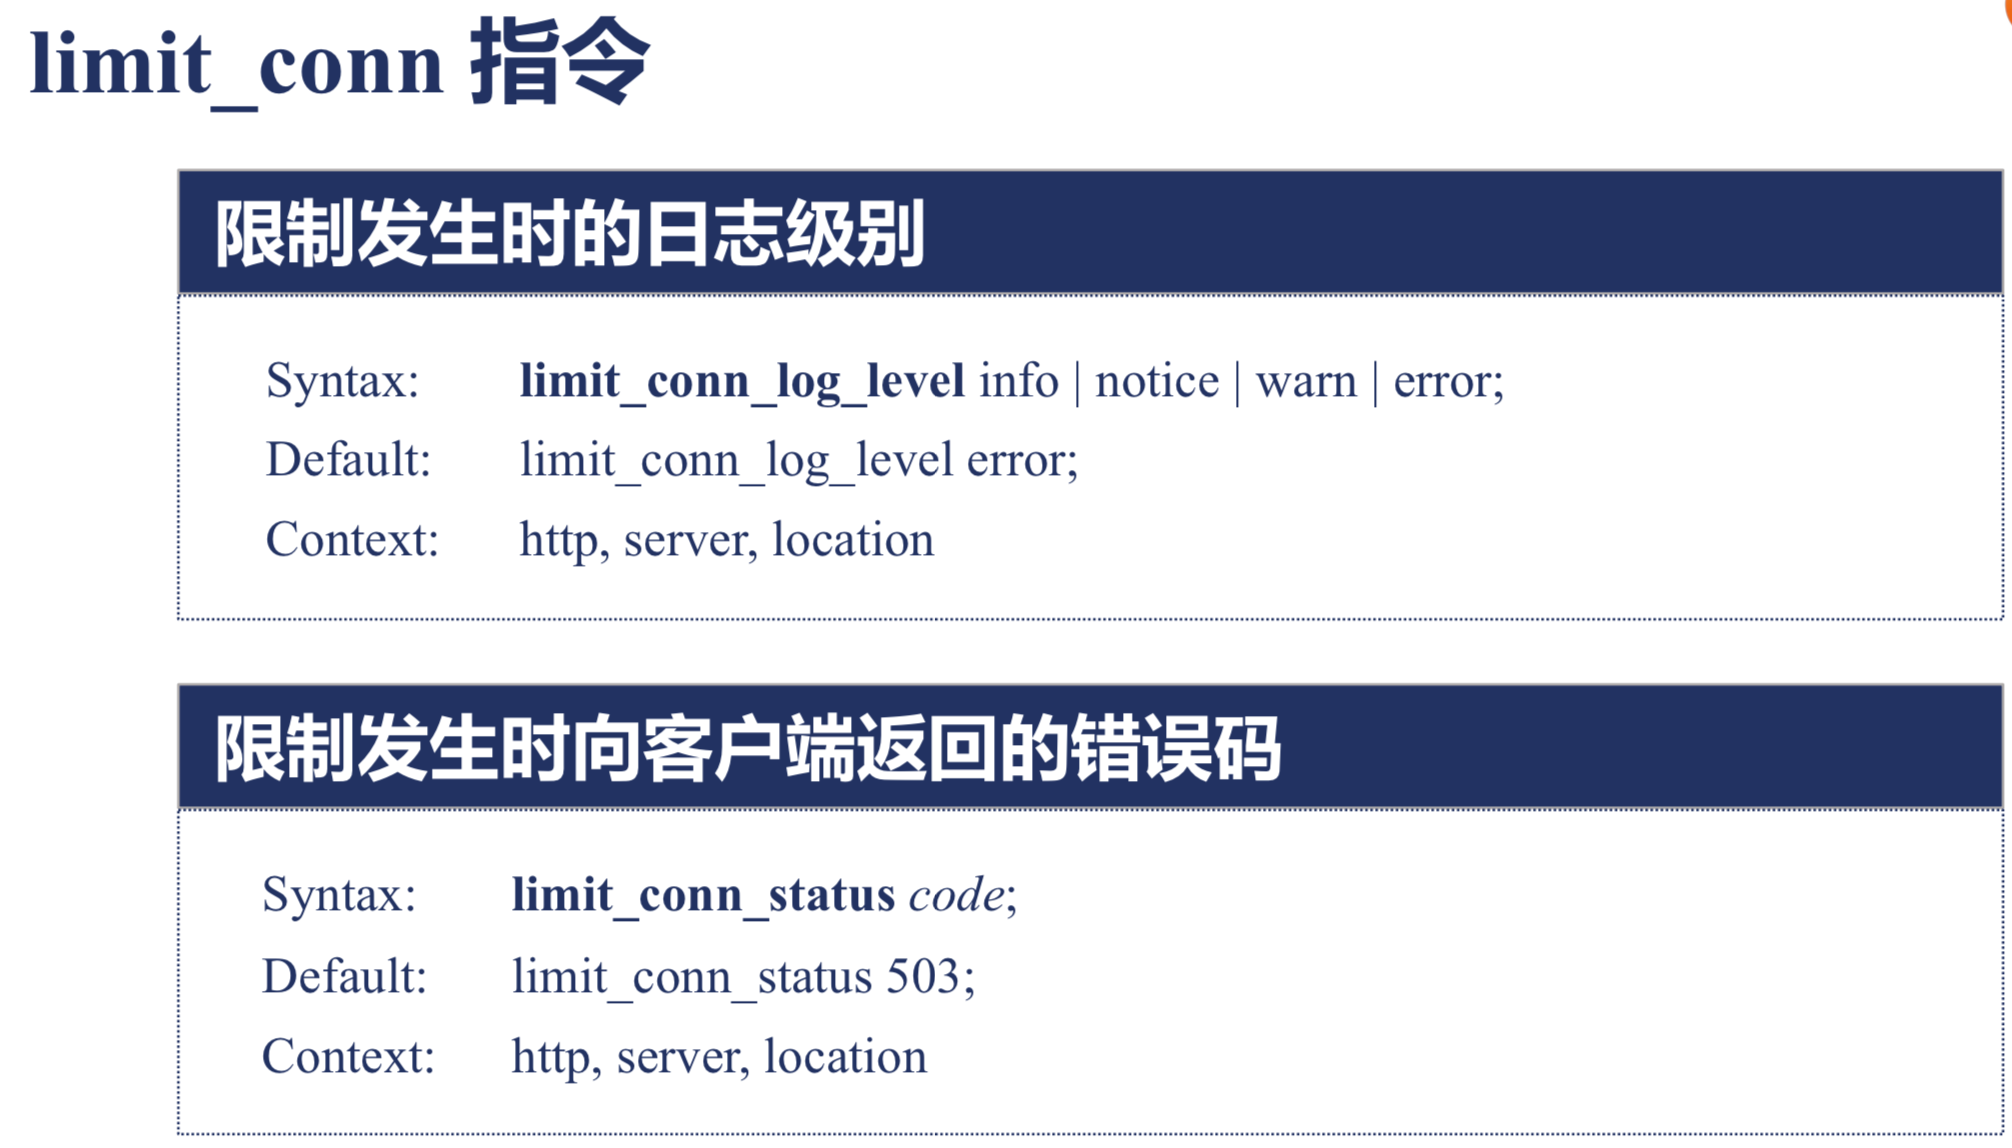 limit_conn 指令
限制发生时的日志级别
Syntax: limit_conn_log_level info | notice | warn | error;
Default: limit_conn_log_level error;
Context: http, server, location
限制发生时向客户端返回的错误码
Syntax: limit_conn_status code;
Default: limit_conn_status 503;
Context: http, server, location